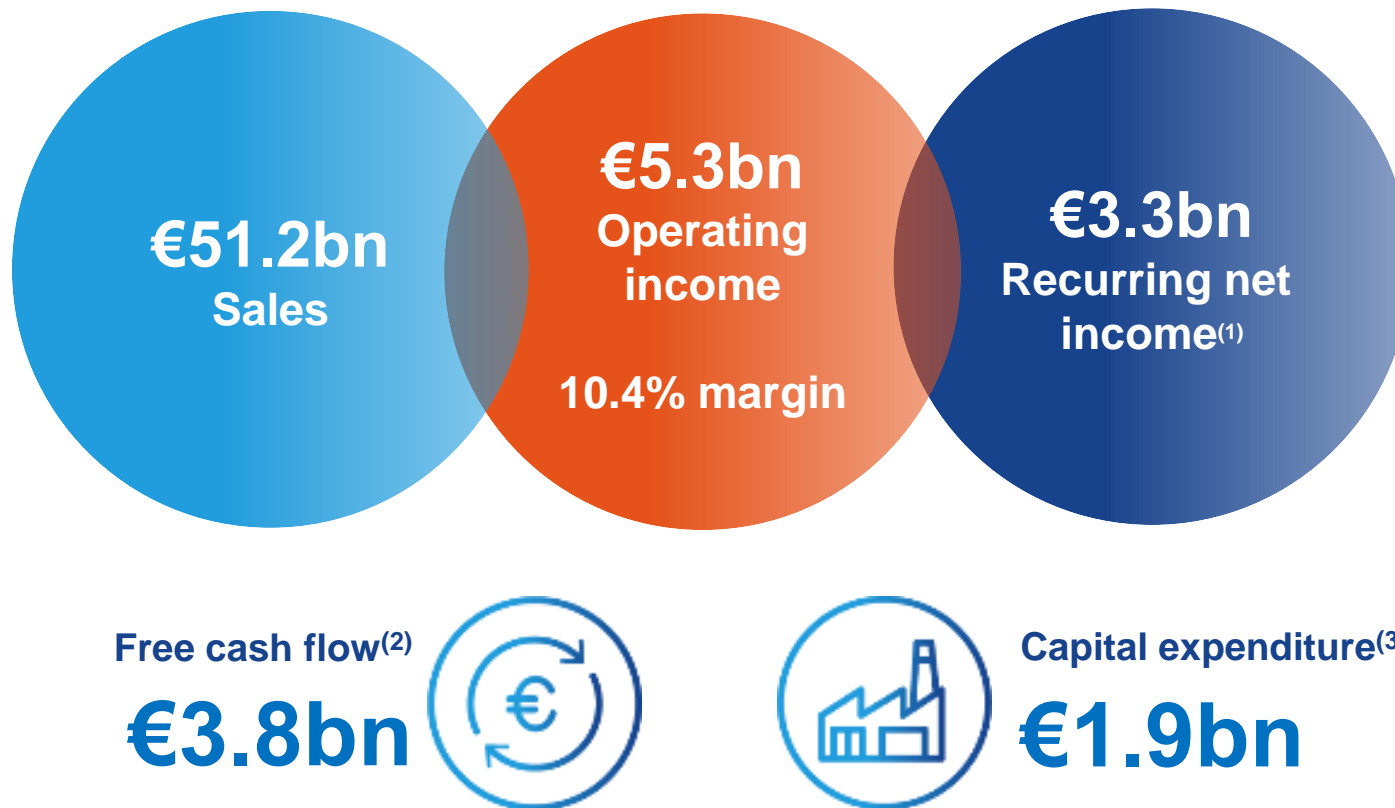 €51.2bn
Sales
€5.3bn
Operating
income
10.4% margin
€3.3bn
Recurring net
income(1)
Free cash flow(2)
€3.8bn
€
Capital expenditure(3
€1.9bn